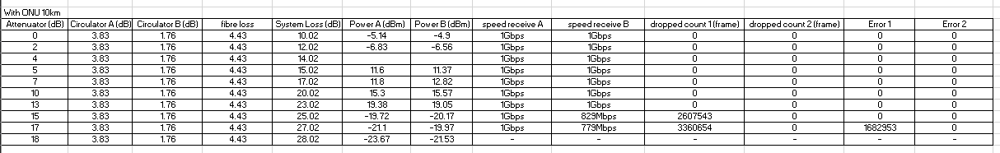 With ONU 10km
Attenuator (dB) Circulator A (dB) Circulator B (dB) fibre loss System Loss (dB) Power A (dBm) Power B (dBm) speed receive A speed receive B dropped count 1 (frame) dropped count 2 (frame) Error 1 Error 2
0 3.83 1.76 4.43 10.02 -5.14 -4.9 1Gbps 1Gbps 0 0 0 0
2 3.83 1.76 4.43 12.02 -6.83 -6.56 1Gbps 1Gbps 0 0 0 0
4 3.83 1.76 4.43 14.02 1Gbps 1Gbps 0 0 0 0
5 3.83 1.76 4.43 15.02 11.6 11.37 1Gbps 1Gbps 0 0 0 0
7 3.83 1.76 4.43 17.02 11.8 12.82 1Gbps 1Gbps 0 0 0 0
10 3.83 1.76 4.43 20.02 15.3 15.57 1Gbps 1Gbps 0 0 0 0
13 3.83 1.76 4.43 23.02 19.38 19.05 1Gbps 1Gbps 0 0 0 0
15 3.83 1.76 4.43 25.02 -19.72 -20.17 1Gbps 829Mbps 2607543 0 0 0
17 3.83 1.76 4.43 27.02 -21.1 -19.97 1Gbps 779Mbps 3360654 0 1682953 0
18 3.83 1.76 4.43 28.02 -23.67 -21.53 - - - - - -